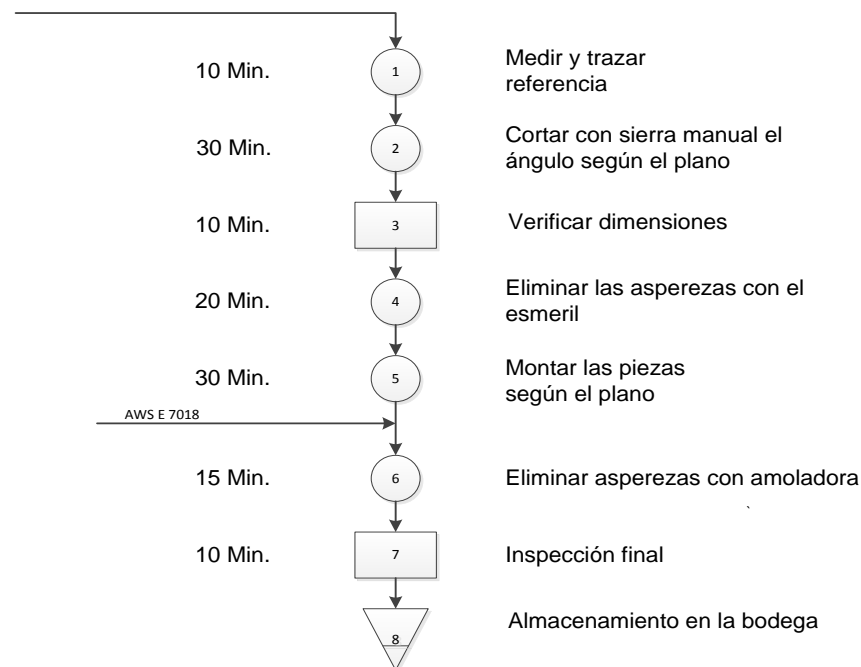 10 Min.
1
Medir y trazar
referencia
30 Min.
2
Cortar con sierra manual el
ángulo según el plano
10 Min.
3
Verificar dimensiones
20 Min.
4
Eliminar las asperezas con el
esmeril
30 Min.
5
Montar las piezas
según el plano
AWS E 7018
15 Min.
6
Eliminar asperezas con amoladora
`
10 Min.
7
Inspección final
8
Almacenamiento en la bodega